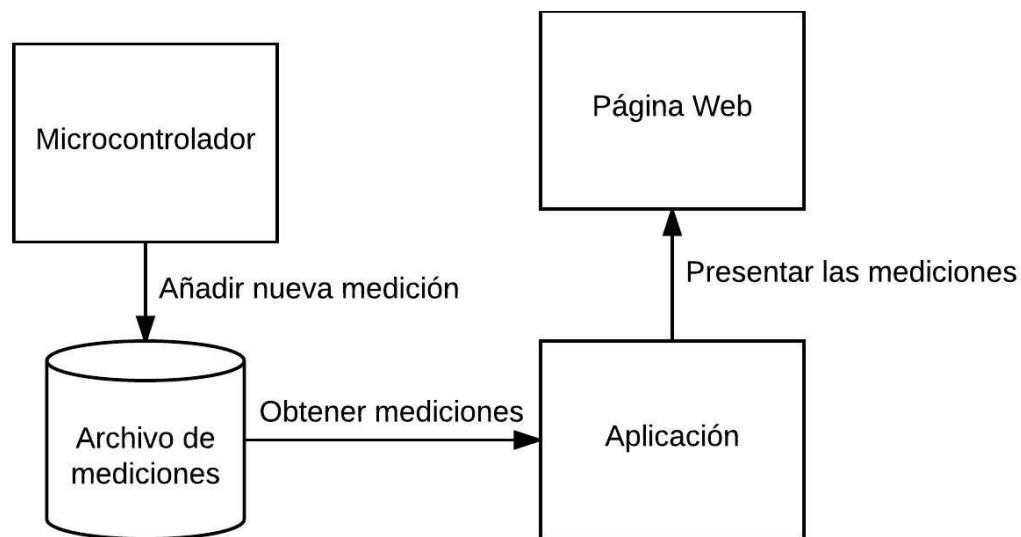 Microcontrolador
Página Web
Añadir nueva medición
Presentar las mediciones
Archivo de
mediciones
Obtener mediciones
Aplicación